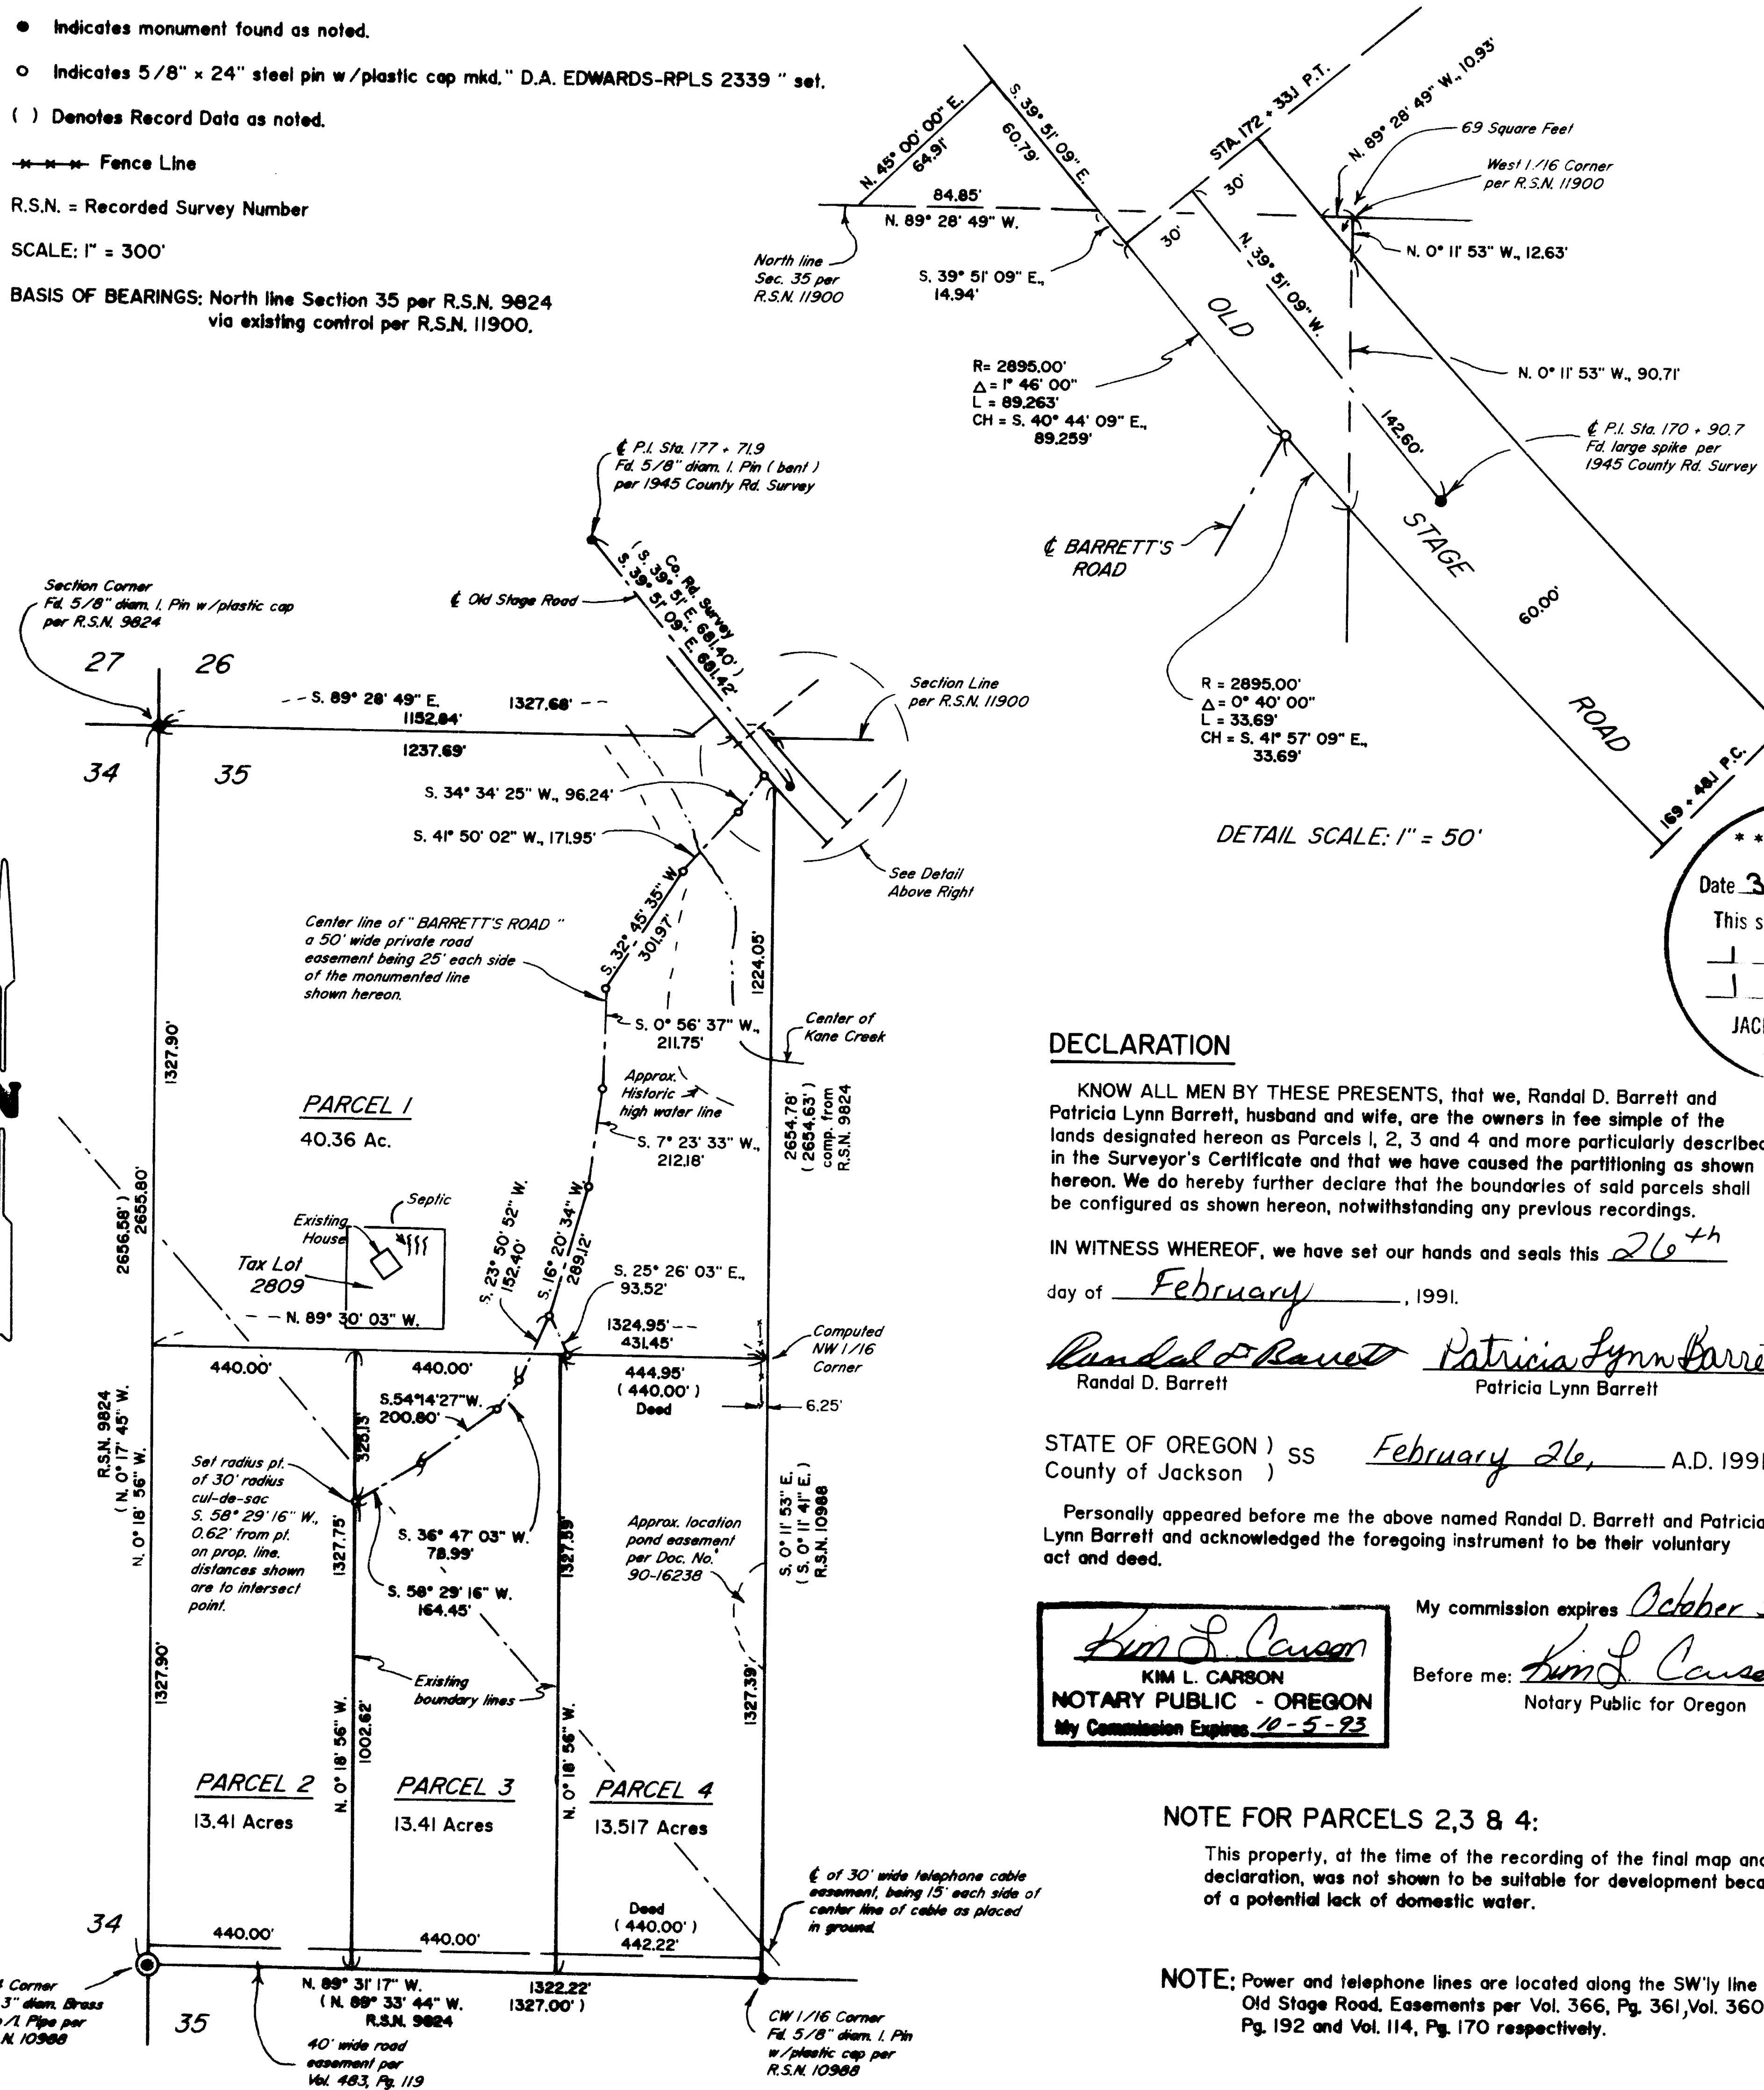 ● Indicates monument found as noted.
○ Indicates 5/8" x 24" steel pin w/plastic cap mkd. " D.A. EDWARDS-RPLS 2339 " set.
( ) Denotes Record Data as noted.
Fence Line
R.S.N. = Recorded Survey Number
SCALE: 1" = 300'
BASIS OF BEARINGS: North line Section 35 per R.S.N. 9824
via existing control per R.S.N. 11900.
N. 45° 00' 00" E.
64.91'
S. 39° 51' 09" E.
60.79'
84.85'
N. 89° 28' 49" W.
North line
Sec. 35 per
R.S.N. 11900
S. 39° 51' 09" E.,
14.94'
STA. 172 + 33.1 P.T.
30'
30'
N. 89° 28' 49" W., 10.93'
69 Square Feet
West 1/16 Corner
per R.S.N. 11900
N. 0° 11' 53" W., 12.63'
N. 39° 51' 09" W.
142.60'
N. 0° 11' 53" W., 90.71'
℄ P.I. Sta. 170 + 90.7
Fd. large spike per
1945 County Rd. Survey
R= 2895.00'
Δ = 1° 46' 00"
L = 89.263'
CH = S. 40° 44' 09" E.,
89.259'
℄ BARRETT'S
ROAD
OLD
STAGE
ROAD
60.00'
R = 2895.00'
Δ = 0° 40' 00"
L = 33.69'
CH = S. 41° 57' 09" E.,
33.69'
169 + 48.1 P.C.
DETAIL SCALE: 1" = 50'
* *
Date 3
This s
JAC
℄ P.I. Sta. 177 + 71.9
Fd. 5/8" diam. I. Pin ( bent )
per 1945 County Rd. Survey
Section Corner
Fd. 5/8" diam. I. Pin w/plastic cap
per R.S.N. 9824
℄ Old Stage Road
Co. Rd. Survey
( S. 39° 51' E. 681.40' )
S. 39° 51' 09" E. 681.42'
27
26
34
35
S. 89° 28' 49" E. 1327.68'
1152.84'
1237.69'
Section Line
per R.S.N. 11900
S. 34° 34' 25" W., 96.24'
S. 41° 50' 02" W., 171.95'
See Detail
Above Right
Center line of " BARRETT'S ROAD "
a 50' wide private road
easement being 25' each side
of the monumented line
shown hereon.
S. 32° 45' 35" W.
301.97'
1224.05'
S. 0° 56' 37" W.,
211.75'
Center of
Kane Creek
1327.90'
N
PARCEL 1
40.36 Ac.
Approx.
Historic
high water line
S. 7° 23' 33" W.,
212.18'
2654.78'
( 2654.63')
comp. from
R.S.N. 9824
2656.58' )
2655.80'
Septic
Existing
House
Tax Lot
2809
S. 23° 50' 52" W.
152.40'
S. 16° 20' 34" W.
289.12'
S. 25° 26' 03" E.,
93.52'
N. 89° 30' 03" W.
1324.95'
431.45'
Computed
NW 1/16
Corner
440.00'
440.00'
444.95'
( 440.00' )
Deed
6.25'
R.S.N. 9824
( N. 0° 17' 45" W.
N. 0° 18' 56" W.
S.54°14'27"W.
200.80'
325.13'
Set radius pt.
of 30' radius
cul-de-sac
S. 58° 29' 16" W.,
0.62' from pt.
on prop. line.
distances shown
are to intersect
point.
1327.75'
S. 36° 47' 03" W.
78.99'
S. 58° 29' 16" W.
164.45'
1327.59'
Approx. location
pond easement
per Doc. No.
90-16238
S. 0° 11' 53" E.
( S. 0° 11' 41" E. )
R.S.N. 10988
1327.90'
Existing
boundary lines
1327.39'
N. 0° 18' 56" W.
1002.62'
N. 0° 18' 56" W.
PARCEL 2
13.41 Acres
PARCEL 3
13.41 Acres
PARCEL 4
13.517 Acres
℄ of 30' wide telephone cable
easement, being 15' each side of
center line of cable as placed
in ground.
34
440.00'
440.00'
Deed
( 440.00' )
442.22'
Corner
3" diam. Brass
/I. Pipe per
N. 10988
35
N. 89° 31' 17" W. 1322.22'
( N. 89° 33' 44" W. 1327.00' )
R.S.N. 9824
40' wide road
easement per
Vol. 483, Pg. 119
CW 1/16 Corner
Fd. 5/8" diam. I. Pin
w/plastic cap per
R.S.N. 10988
DECLARATION
KNOW ALL MEN BY THESE PRESENTS, that we, Randal D. Barrett and
Patricia Lynn Barrett, husband and wife, are the owners in fee simple of the
lands designated hereon as Parcels 1, 2, 3 and 4 and more particularly described
in the Surveyor's Certificate and that we have caused the partitioning as shown
hereon. We do hereby further declare that the boundaries of said parcels shall
be configured as shown hereon, notwithstanding any previous recordings.
IN WITNESS WHEREOF, we have set our hands and seals this 26th
day of February, 1991.
Randal D Barrett Patricia Lynn Barre
Randal D. Barrett Patricia Lynn Barrett
STATE OF OREGON ) SS February 26, A.D. 1991
County of Jackson )
Personally appeared before me the above named Randal D. Barrett and Patricia
Lynn Barrett and acknowledged the foregoing instrument to be their voluntary
act and deed.
Kim L. Carson
KIM L. CARSON
NOTARY PUBLIC - OREGON
My Commission Expires 10-5-93
My commission expires October
Before me: Kim L. Carso
Notary Public for Oregon
NOTE FOR PARCELS 2,3 & 4:
This property, at the time of the recording of the final map and
declaration, was not shown to be suitable for development beca
of a potential lack of domestic water.
NOTE: Power and telephone lines are located along the SW'ly line
Old Stage Road. Easements per Vol. 366, Pg. 361, Vol. 360
Pg. 192 and Vol. 114, Pg. 170 respectively.